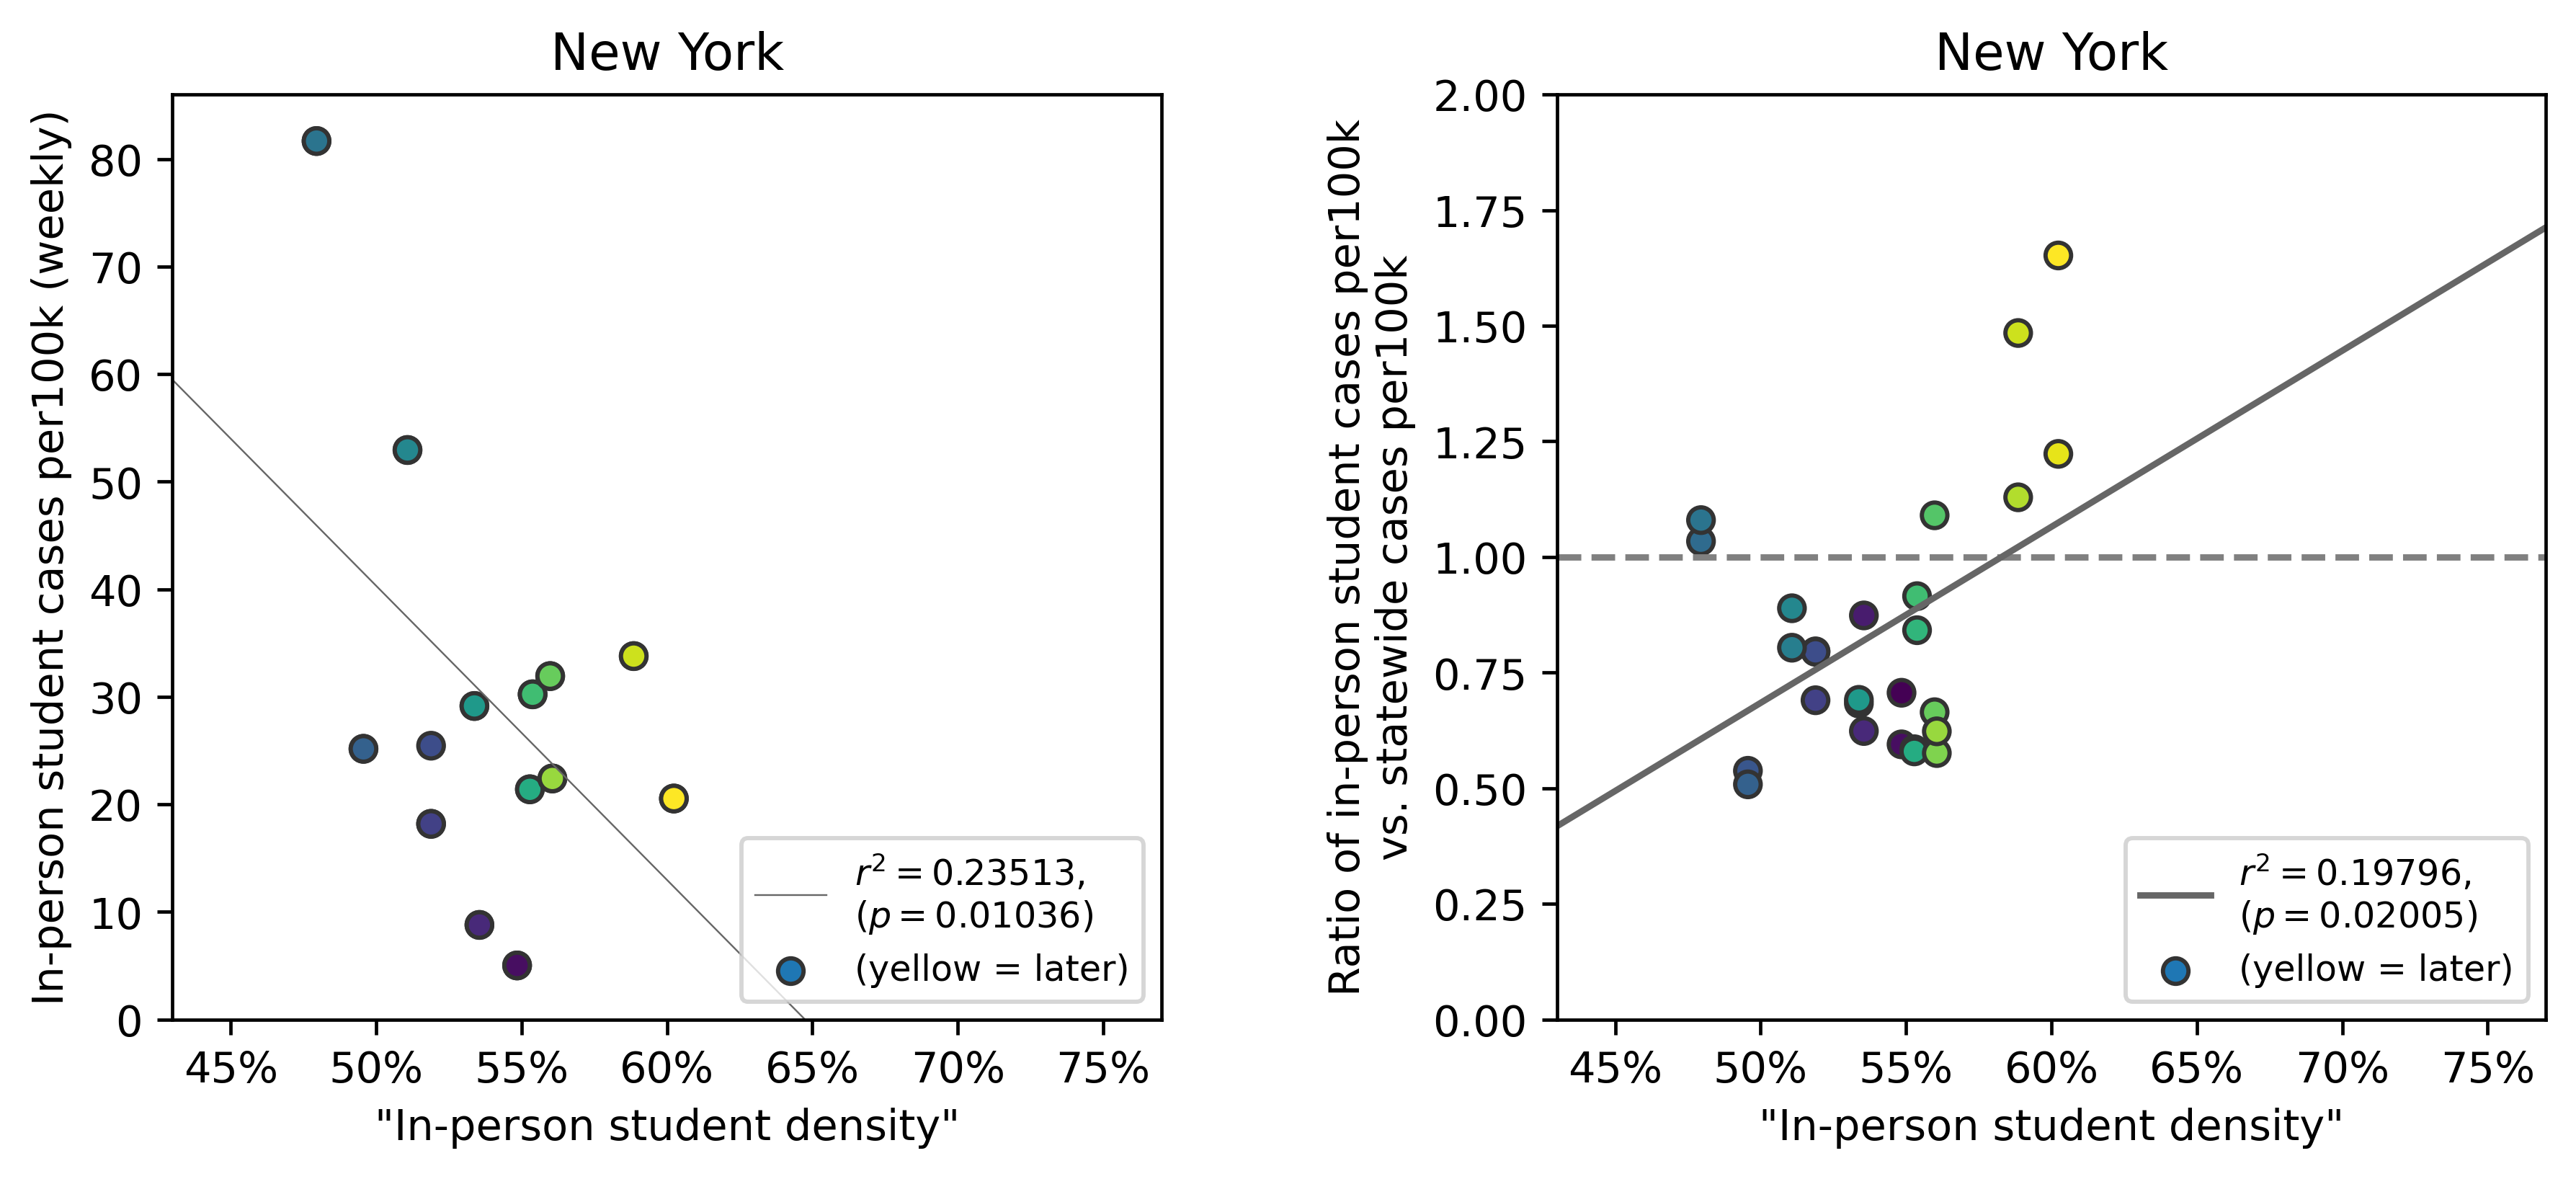 New York
In-person student cases per100k (weekly)
80
70
60
50
40
30
20
10
0
45% 50% 55% 60% 65% 70% 75%
"In-person student density"
r² = 0.23513,
(p = 0.01036)
(yellow = later)
New York
Ratio of in-person student cases per100k
vs. statewide cases per100k
2.00
1.75
1.50
1.25
1.00
0.75
0.50
0.25
0.00
45% 50% 55% 60% 65% 70% 75%
"In-person student density"
r² = 0.19796,
(p = 0.02005)
(yellow = later)